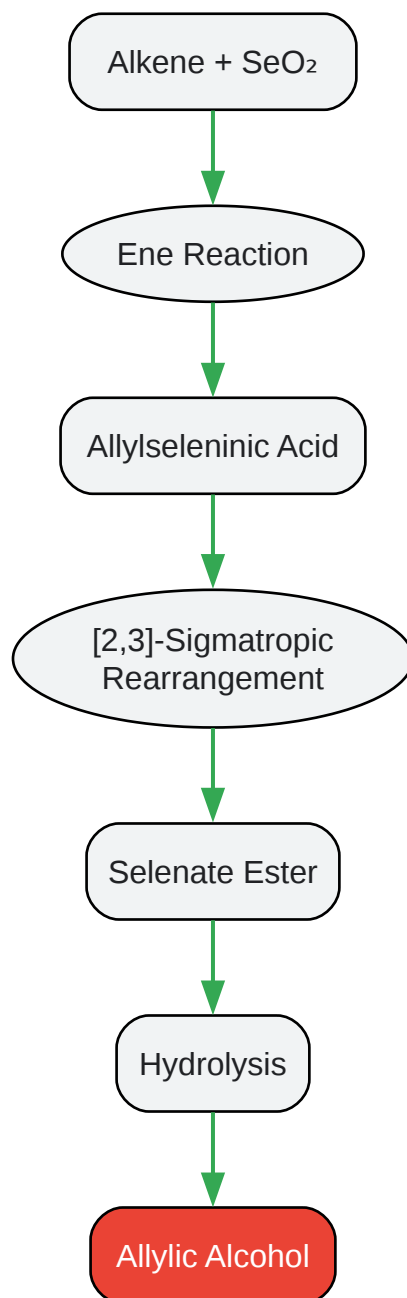 Alkene + SeO₂
Ene Reaction
Allylseleninic Acid
[2,3]-Sigmatropic
Rearrangement
Selenate Ester
Hydrolysis
Allylic Alcohol